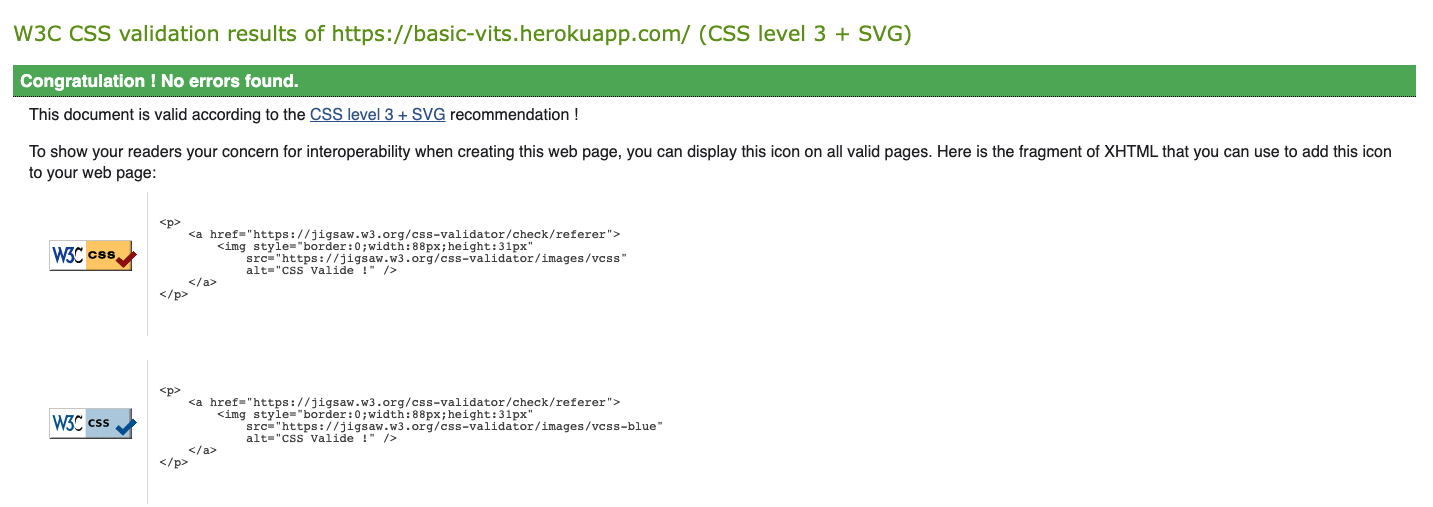 W3C CSS validation results of https://basic-vits.herokuapp.com/ (CSS level 3 + SVG)
Congratulation ! No errors found.
This document is valid according to the CSS level 3 + SVG recommendation !
To show your readers your concern for interoperability when creating this web page, you can display this icon on all valid pages. Here is the fragment of XHTML that you can use to add this icon
to your web page:
W3C css
<p>
    <a href="https://jigsaw.w3.org/css-validator/check/referer">
        <img style="border:0;width:88px;height:31px"
            src="https://jigsaw.w3.org/css-validator/images/vcss"
            alt="CSS Valide !" />
    </a>
</p>
W3C css
<p>
    <a href="https://jigsaw.w3.org/css-validator/check/referer">
        <img style="border:0;width:88px;height:31px"
            src="https://jigsaw.w3.org/css-validator/images/vcss-blue"
            alt="CSS Valide !" />
    </a>
</p>